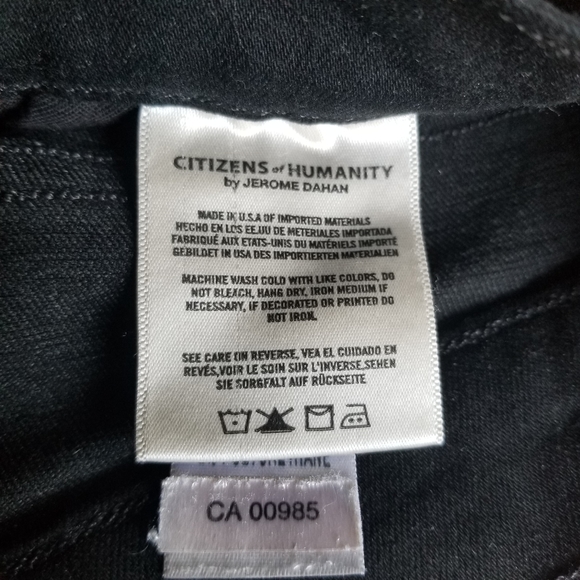 CITIZENS of HUMANITY
by JEROME DAHAN
MADE IN U.S.A OF IMPORTED MATERIALS
HECHO EN LOS EE.UU DE METERIALES IMPORTADA
FABRIQUÉ AUX ETATS-UNIS DU MATÉRIELS IMPORTÉ
GEBILDET IN USA DES IMPORTIERTEN MATERIALIEN
MACHINE WASH COLD WITH LIKE COLORS, DO
NOT BLEACH, HANG DRY, IRON MEDIUM IF
NECESSARY, IF DECORATED OR PRINTED DO
NOT IRON.
SEE CARE ON REVERSE, VEA EL CUIDADO EN
REVÉS,VOIR LE SOIN SUR L'INVERSE,SEHEN
SIE SORGFALT AUF RÜCKSEITE
CA 00985